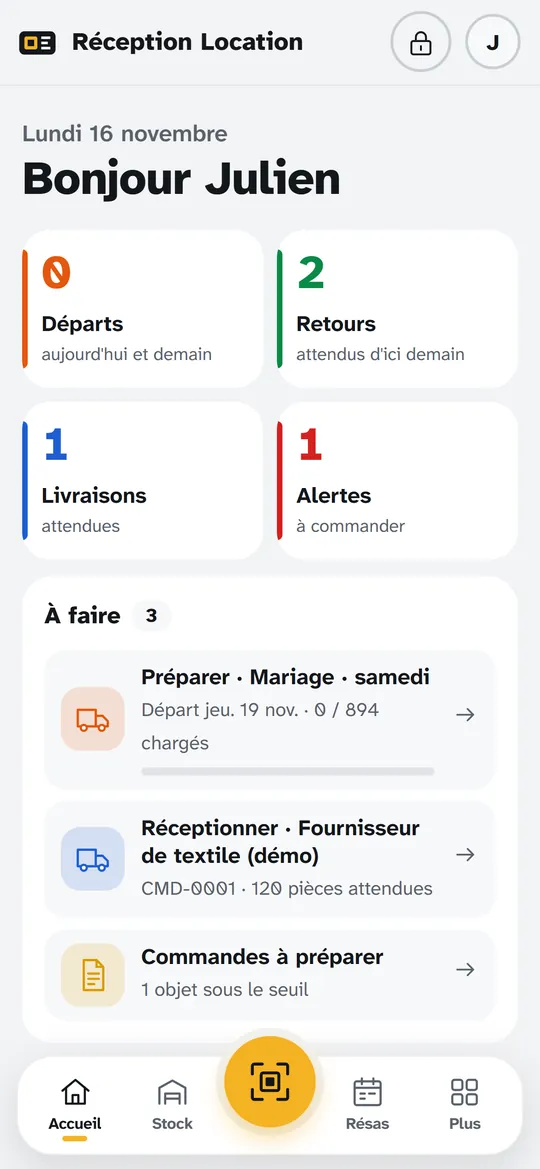 Réception Location
J
Lundi 16 novembre
Bonjour Julien
0
Départs
aujourd'hui et demain
2
Retours
attendus d'ici demain
1
Livraisons
attendues
1
Alertes
à commander
À faire 3
Préparer · Mariage · samedi
Départ jeu. 19 nov. · 0 / 894
chargés
Réceptionner · Fournisseur
de textile (démo)
CMD-0001 · 120 pièces attendues
Commandes à préparer
1 objet sous le seuil
Accueil
Stock
Résas
Plus